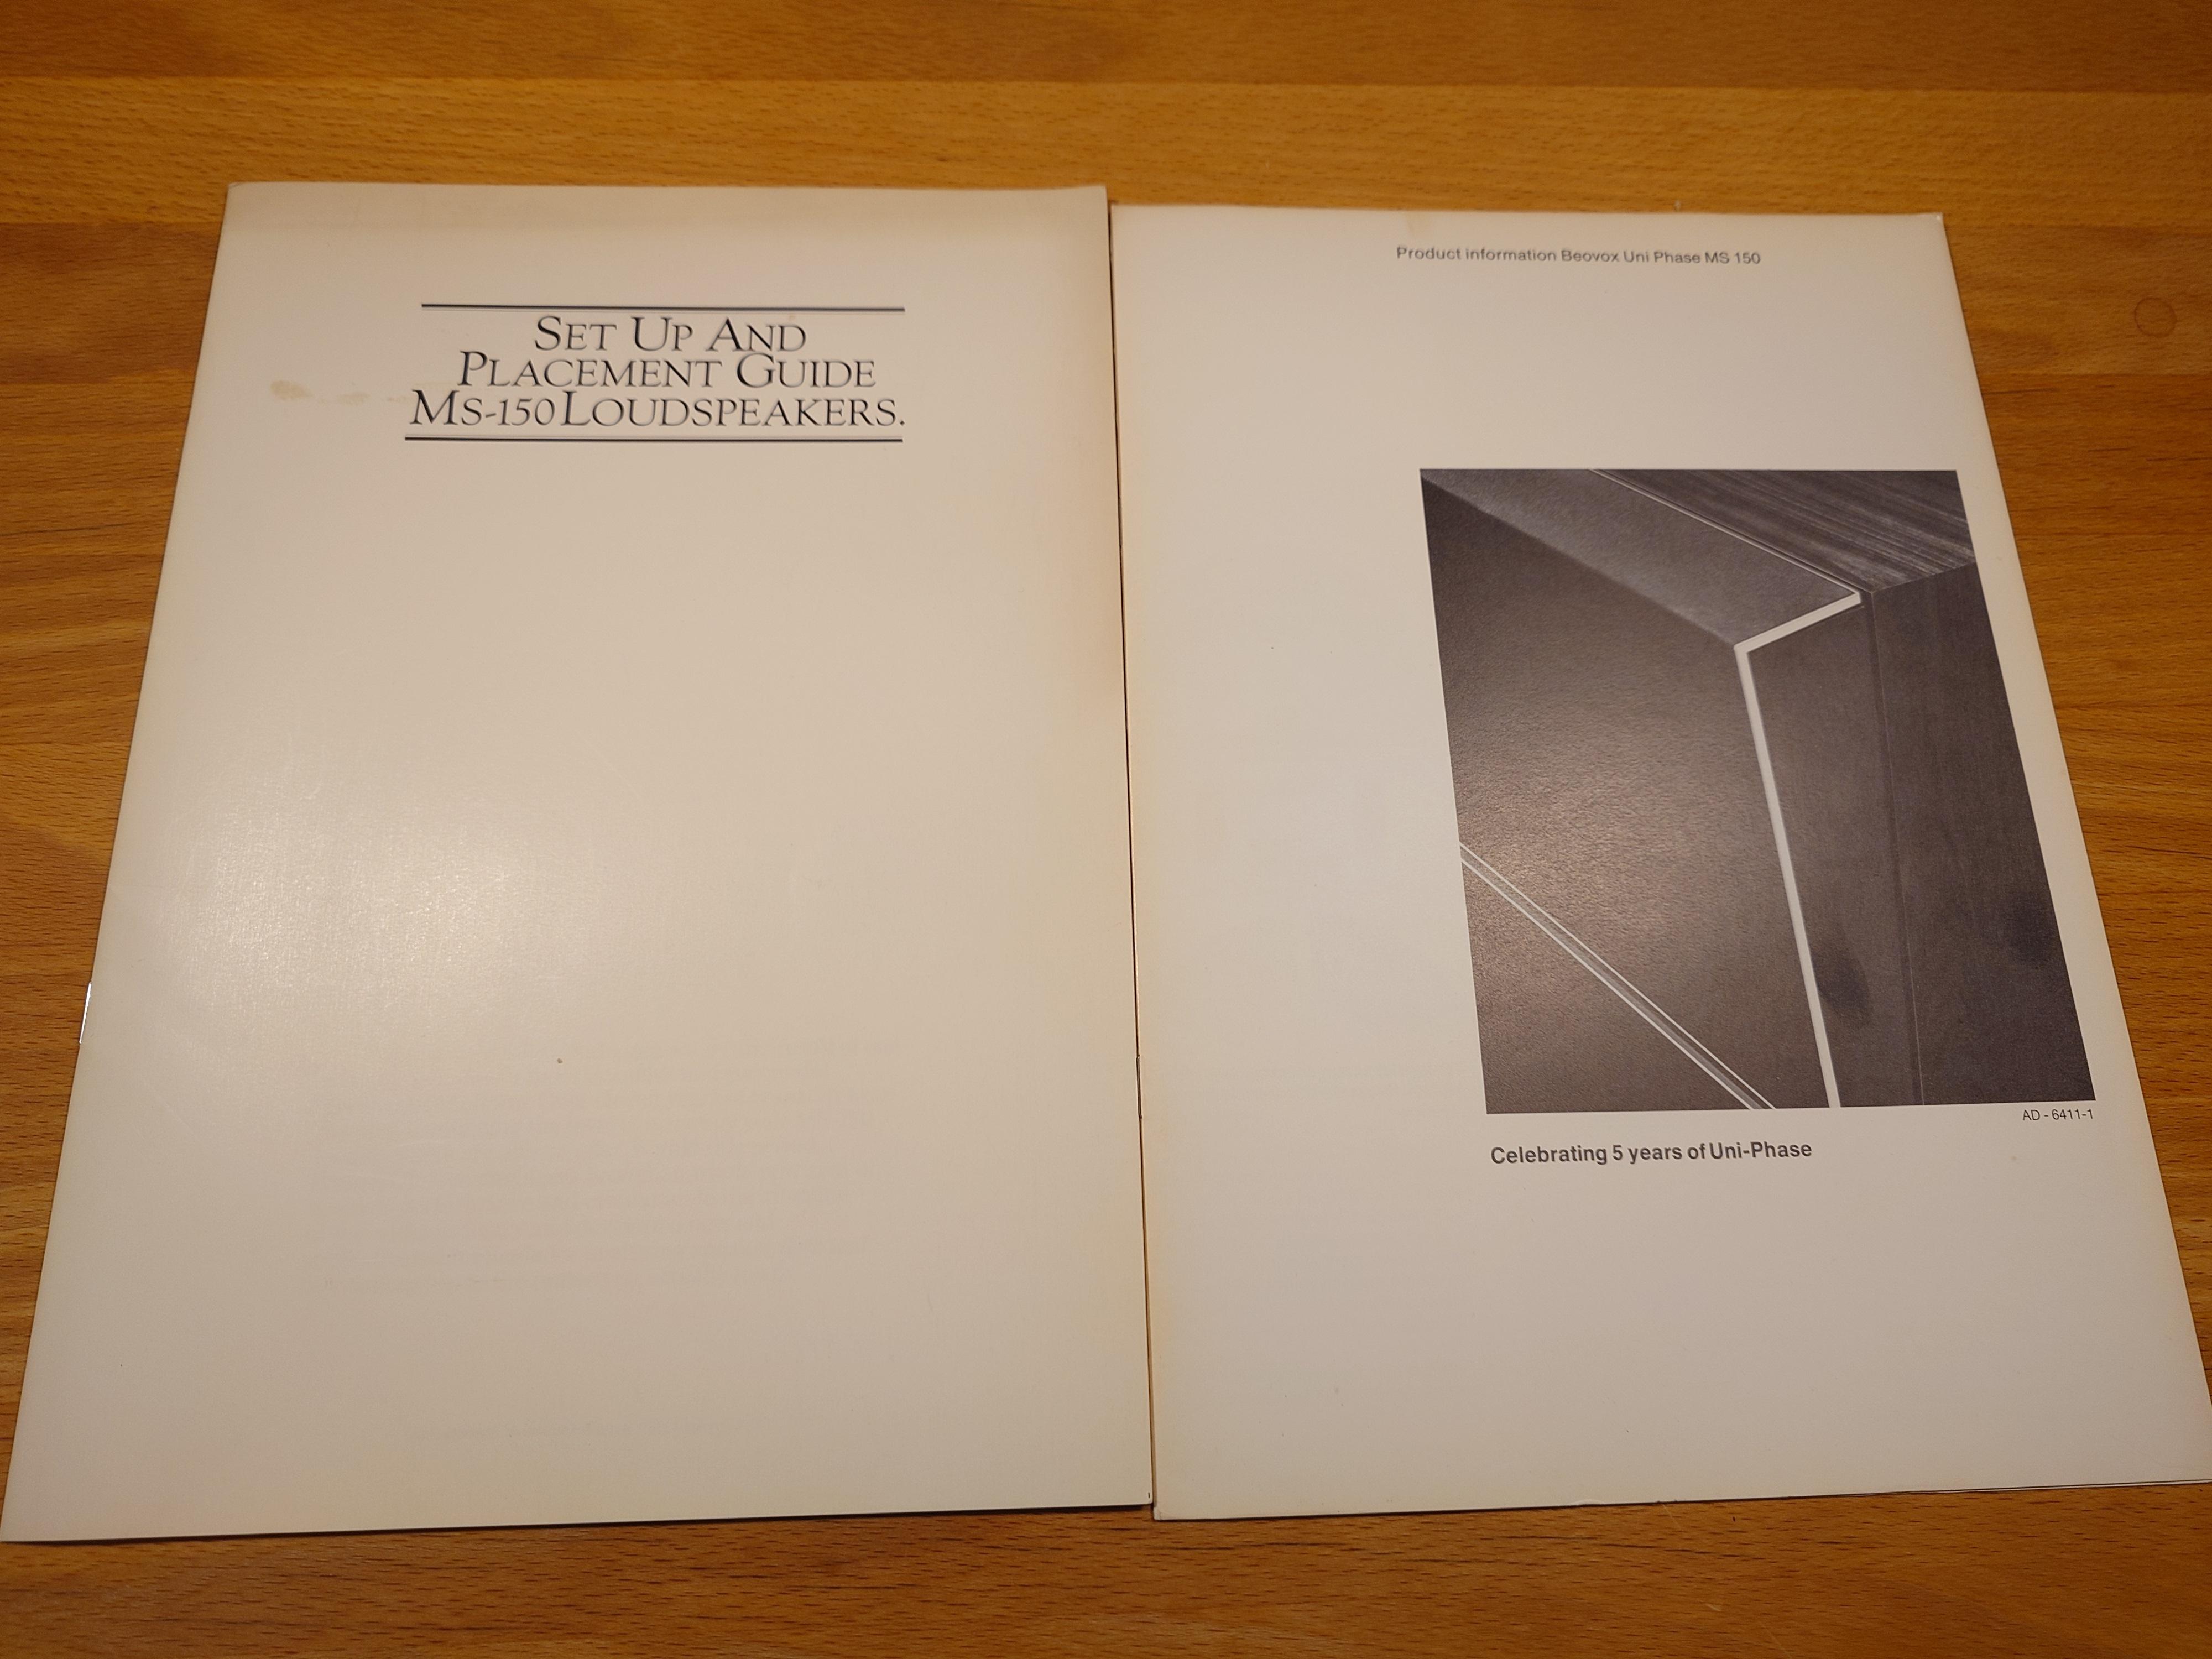 SET UP AND
PLACEMENT GUIDE
MS-150 LOUDSPEAKERS.
Product information Beovox Uni Phase MS 150
AD - 6411-1
Celebrating 5 years of Uni-Phase